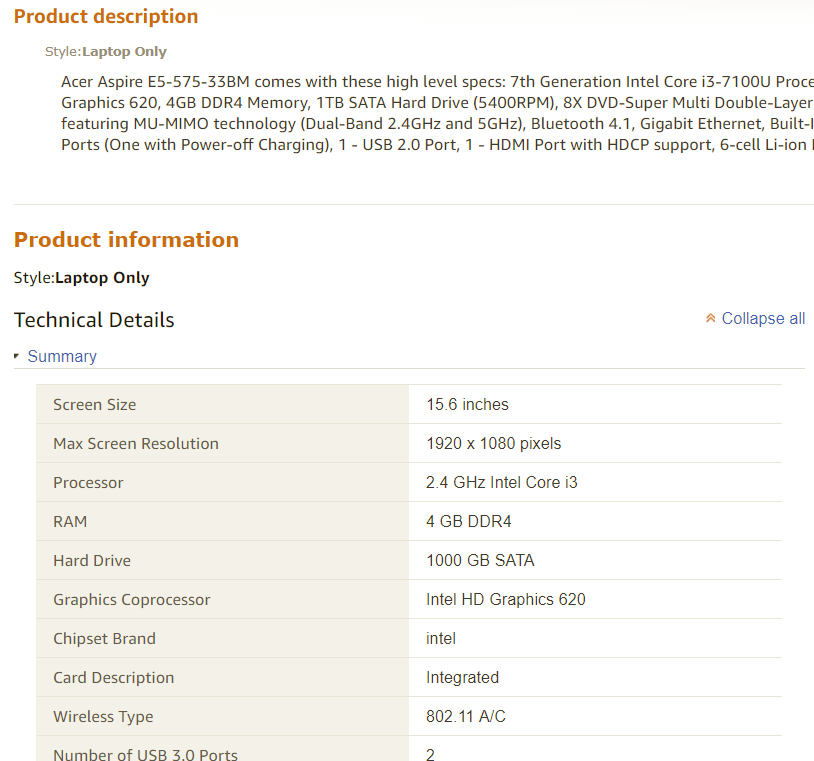 Product description
Style:Laptop Only
Acer Aspire E5-575-33BM comes with these high level specs: 7th Generation Intel Core i3-7100U Proce
Graphics 620, 4GB DDR4 Memory, 1TB SATA Hard Drive (5400RPM), 8X DVD-Super Multi Double-Layer
featuring MU-MIMO technology (Dual-Band 2.4GHz and 5GHz), Bluetooth 4.1, Gigabit Ethernet, Built-I
Ports (One with Power-off Charging), 1 - USB 2.0 Port, 1 - HDMI Port with HDCP support, 6-cell Li-ion
Product information
Style:Laptop Only
Technical Details
Collapse all
Summary
Screen Size 15.6 inches
Max Screen Resolution 1920 x 1080 pixels
Processor 2.4 GHz Intel Core i3
RAM 4 GB DDR4
Hard Drive 1000 GB SATA
Graphics Coprocessor Intel HD Graphics 620
Chipset Brand intel
Card Description Integrated
Wireless Type 802.11 A/C
Number of USB 3.0 Ports 2